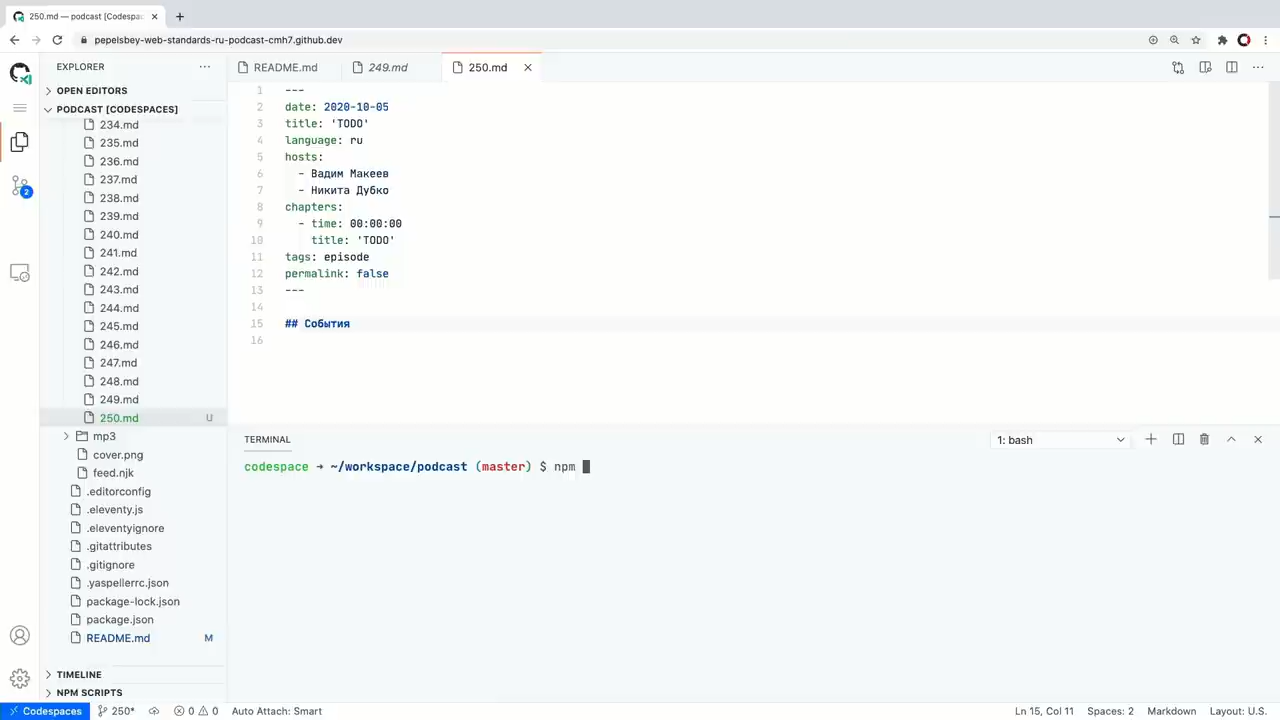 250.md — podcast [Codespac
pepelsbey-web-standards-ru-podcast-cmh7.github.dev
EXPLORER
OPEN EDITORS
PODCAST [CODESPACES]
234.md
235.md
236.md
237.md
238.md
239.md
240.md
241.md
242.md
243.md
244.md
245.md
246.md
247.md
248.md
249.md
250.md U
mp3
cover.png
feed.njk
.editorconfig
.eleventy.js
.eleventyignore
.gitattributes
.gitignore
.yaspellerrc.json
package-lock.json
package.json
README.md M
TIMELINE
NPM SCRIPTS
2
README.md 249.md 250.md
1 ---
2 date: 2020-10-05
3 title: 'TODO'
4 language: ru
5 hosts:
6 - Вадим Макеев
7 - Никита Дубко
8 chapters:
9 - time: 00:00:00
10 title: 'TODO'
11 tags: episode
12 permalink: false
13 ---
14
15 ## События
16
TERMINAL 1: bash
codespace → ~/workspace/podcast (master) $ npm
Codespaces 250* 0 0 Auto Attach: Smart Ln 15, Col 11 Spaces: 2 Markdown Layout: U.S.